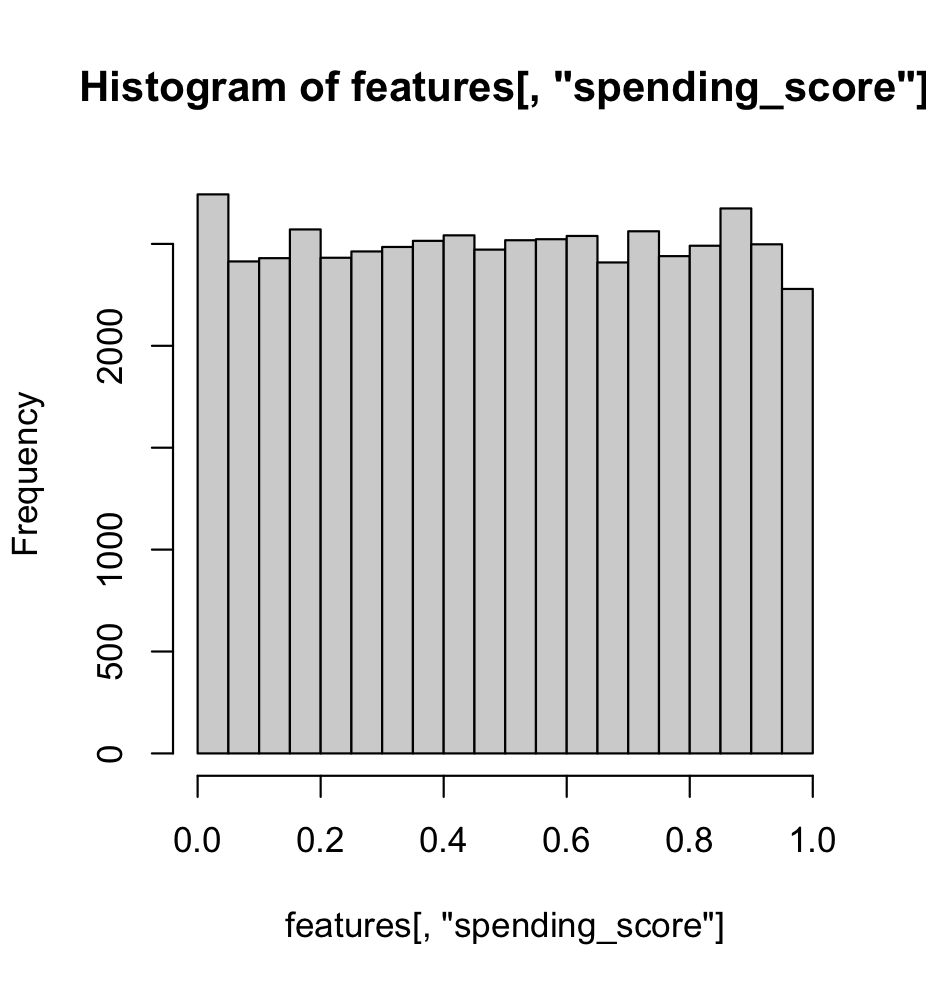 Histogram of features[, "spending_score"]
Frequency
2000
1000
500
0
0.0 0.2 0.4 0.6 0.8 1.0
features[, "spending_score"]